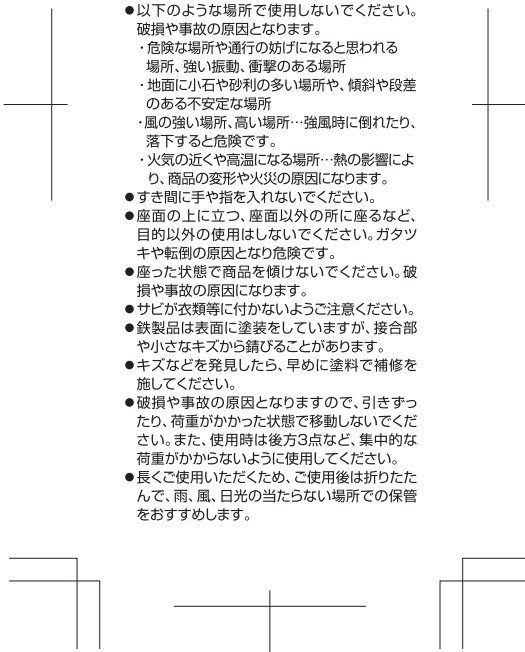 ●以下のような場所で使用しないでください。
破損や事故の原因となります。
・危険な場所や通行の妨げになると思われる
場所、強い振動、衝撃のある場所
・地面に小石や砂利の多い場所や、傾斜や段差
のある不安定な場所
・風の強い場所、高い場所…強風時に倒れたり、
落下すると危険です。
・火気の近くや高温になる場所…熱の影響によ
り、商品の変形や火災の原因になります。
●すき間に手や指を入れないでください。
●座面の上に立つ、座面以外の所に座るなど、
目的以外の使用はしないでください。ガタツ
キや転倒の原因となり危険です。
●座った状態で商品を傾けないでください。破
損や事故の原因になります。
●サビが衣類等に付かないようご注意ください。
●鉄製品は表面に塗装をしていますが、接合部
や小さなキズから錆びることがあります。
●キズなどを発見したら、早めに塗料で補修を
施してください。
●破損や事故の原因となりますので、引きずっ
たり、荷重がかかった状態で移動しないでくだ
さい。また、使用時は後方3点など、集中的な
荷重がかからないように使用してください。
●長くご使用いただくため、ご使用後は折りたた
んで、雨、風、日光の当たらない場所での保管
をおすすめします。